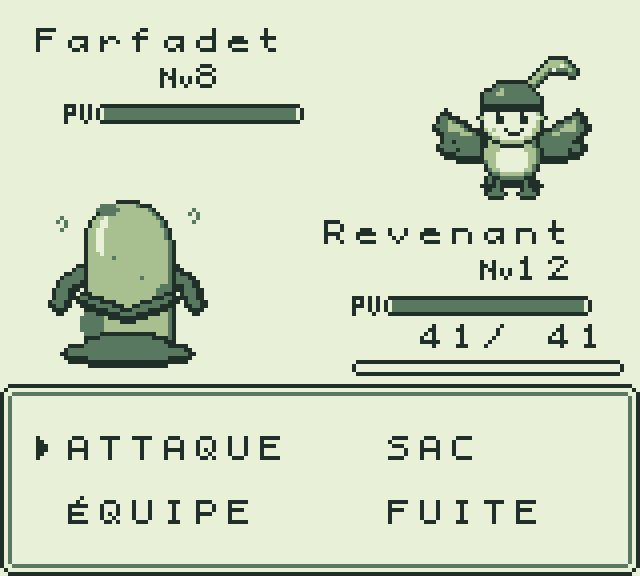 Farfadet
Nv8
PV
Revenant
Nv12
PV
41/ 41
ATTAQUE SAC
ÉQUIPE FUITE